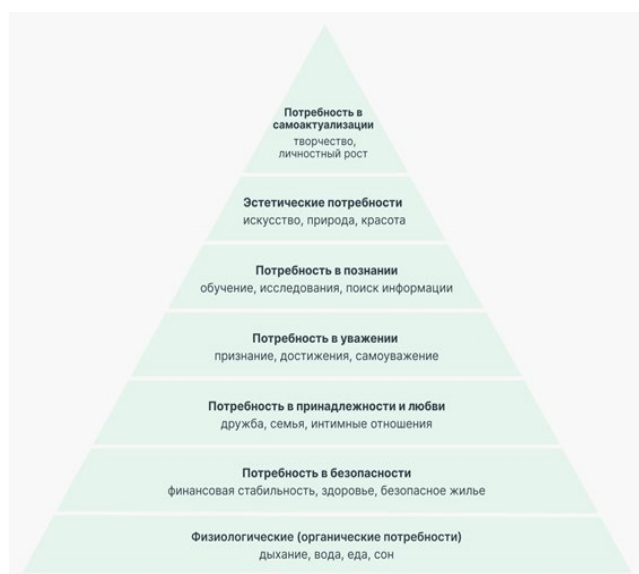 Потребность в
самоактуализации
творчество,
личностный рост
Эстетические потребности
искусство, природа, красота
Потребность в познании
обучение, исследования, поиск информации
Потребность в уважении
признание, достижения, самоуважение
Потребность в принадлежности и любви
дружба, семья, интимные отношения
Потребность в безопасности
финансовая стабильность, здоровье, безопасное жилье
Физиологические (органические потребности)
дыхание, вода, еда, сон